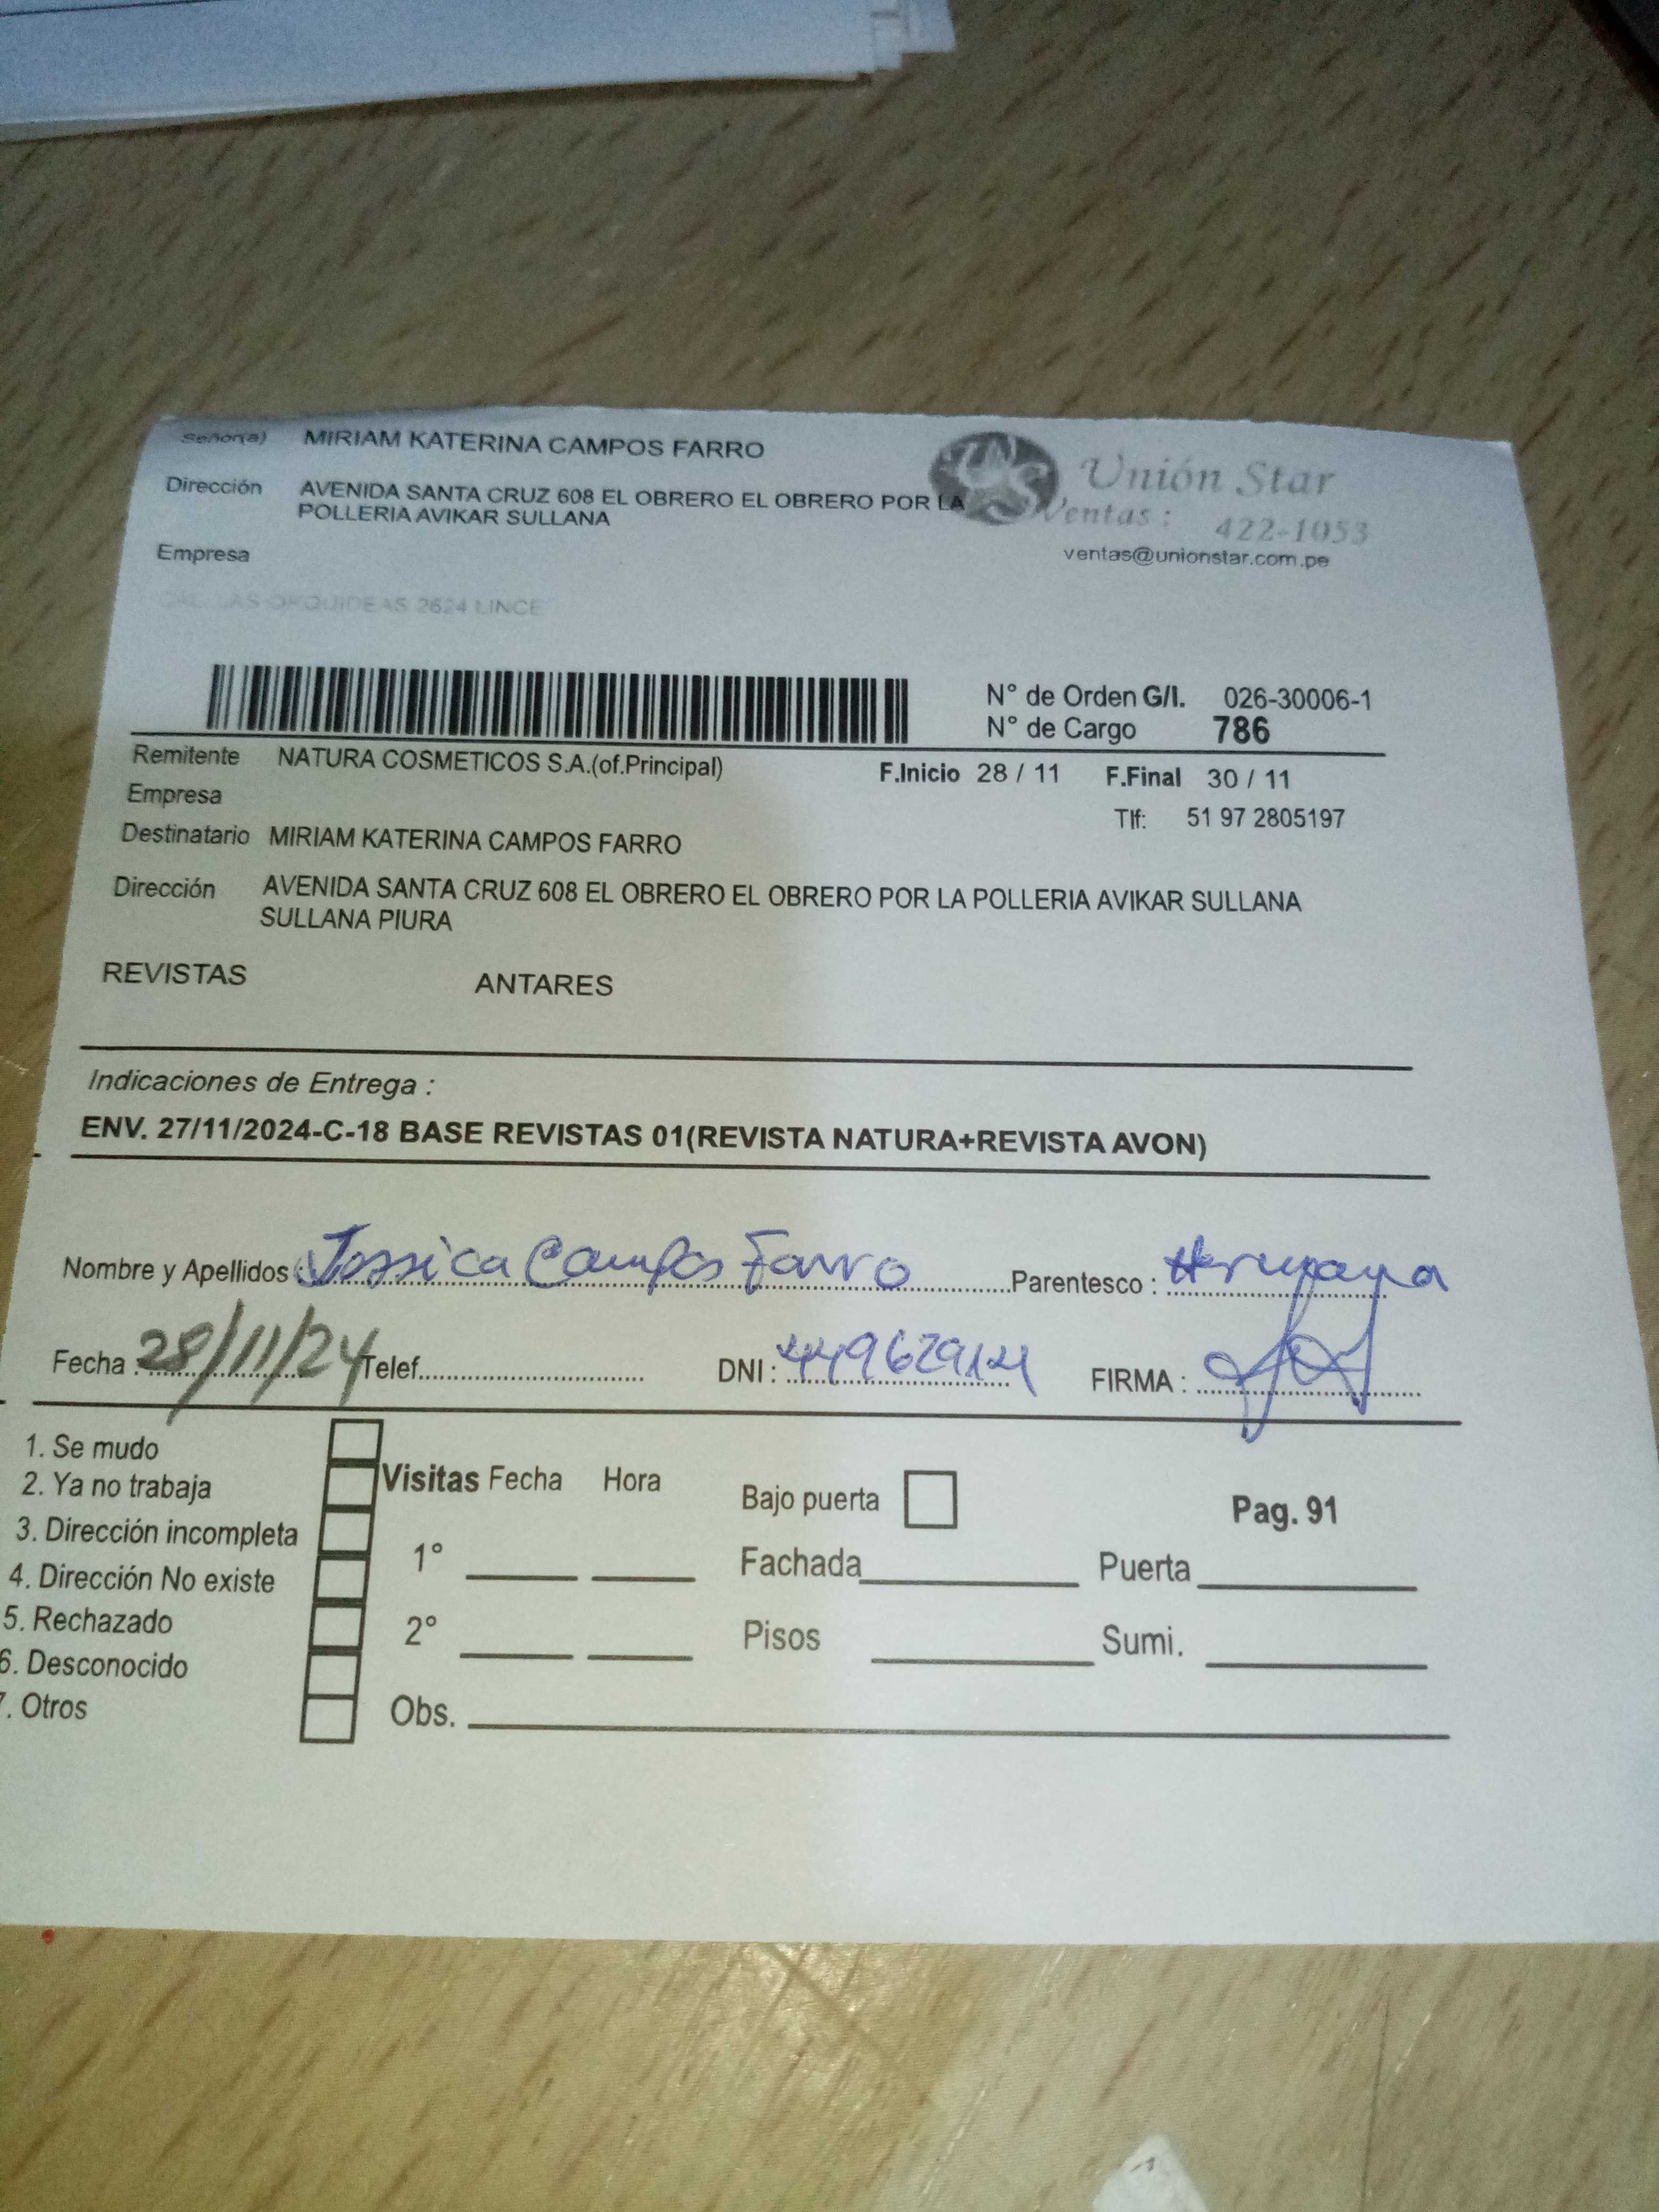 Señor(a) MIRIAM KATERINA CAMPOS FARRO
Dirección AVENIDA SANTA CRUZ 608 EL OBRERO EL OBRERO POR LA
POLLERIA AVIKAR SULLANA
Empresa
Unión Star
Ventas : 422-1053
ventas@unionstar.com.pe
ORQUIDEAS 2624 LINCE
N° de Orden G/I. 026-30006-1
N° de Cargo 786
Remitente NATURA COSMETICOS S.A.(of.Principal) F.Inicio 28 / 11 F.Final 30 / 11
Empresa
Tlf: 51 97 2805197
Destinatario MIRIAM KATERINA CAMPOS FARRO
Dirección AVENIDA SANTA CRUZ 608 EL OBRERO EL OBRERO POR LA POLLERIA AVIKAR SULLANA
SULLANA PIURA
REVISTAS ANTARES
Indicaciones de Entrega :
ENV. 27/11/2024-C-18 BASE REVISTAS 01(REVISTA NATURA+REVISTA AVON)
Nombre y Apellidos : Jessica Campos Farro Parentesco : Hermana
Fecha : 28/11/24 Telef. DNI : FIRMA :
1. Se mudo
2. Ya no trabaja
3. Dirección incompleta
4. Dirección No existe
5. Rechazado
6. Desconocido
7. Otros
Visitas Fecha Hora
1°
2°
Obs.
Bajo puerta Pag. 91
Fachada Puerta
Pisos Sumi.